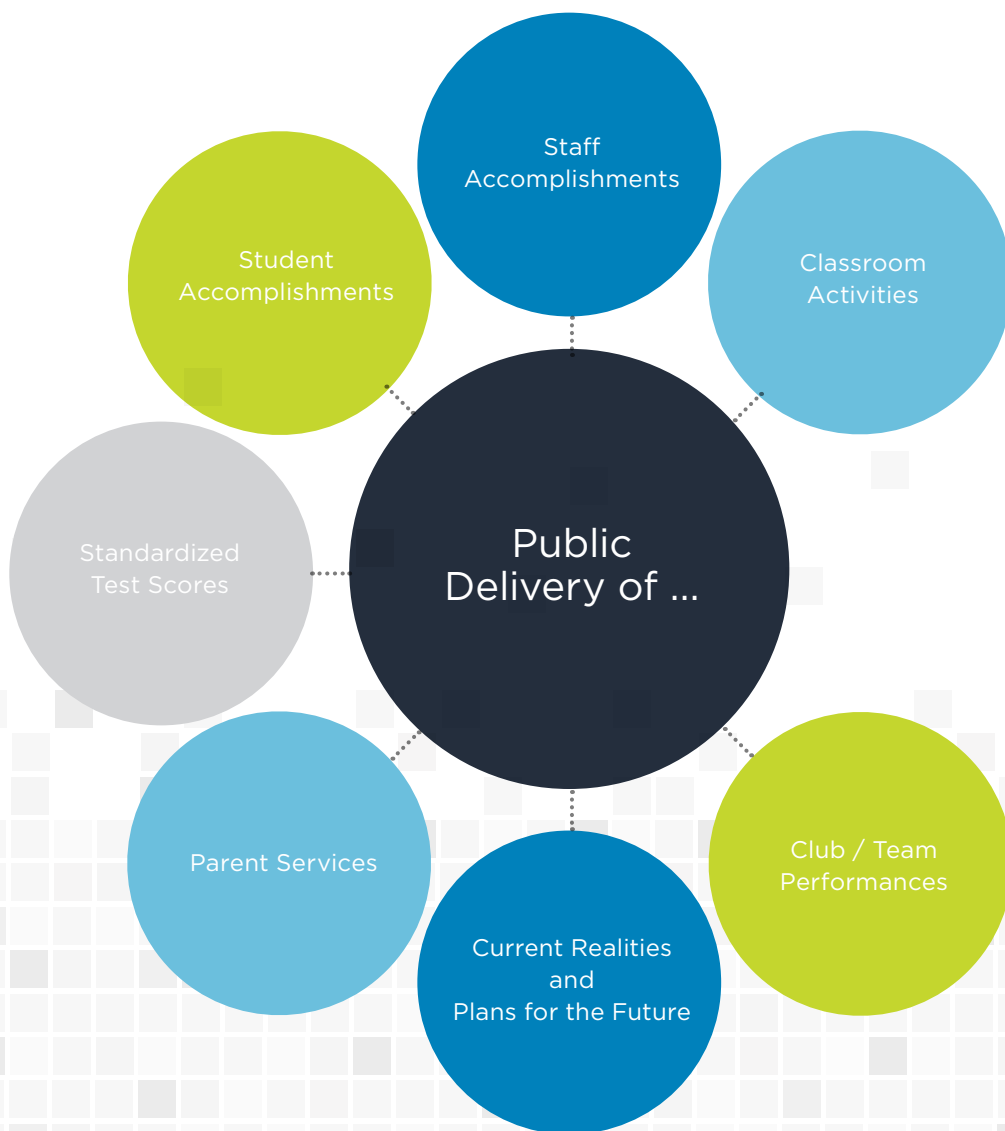 Staff
Accomplishments
Student
Accomplishments
Classroom
Activities
Public
Delivery of ...
Standardized
Test Scores
Parent Services
Club / Team
Performances
Current Realities
and
Plans for the Future